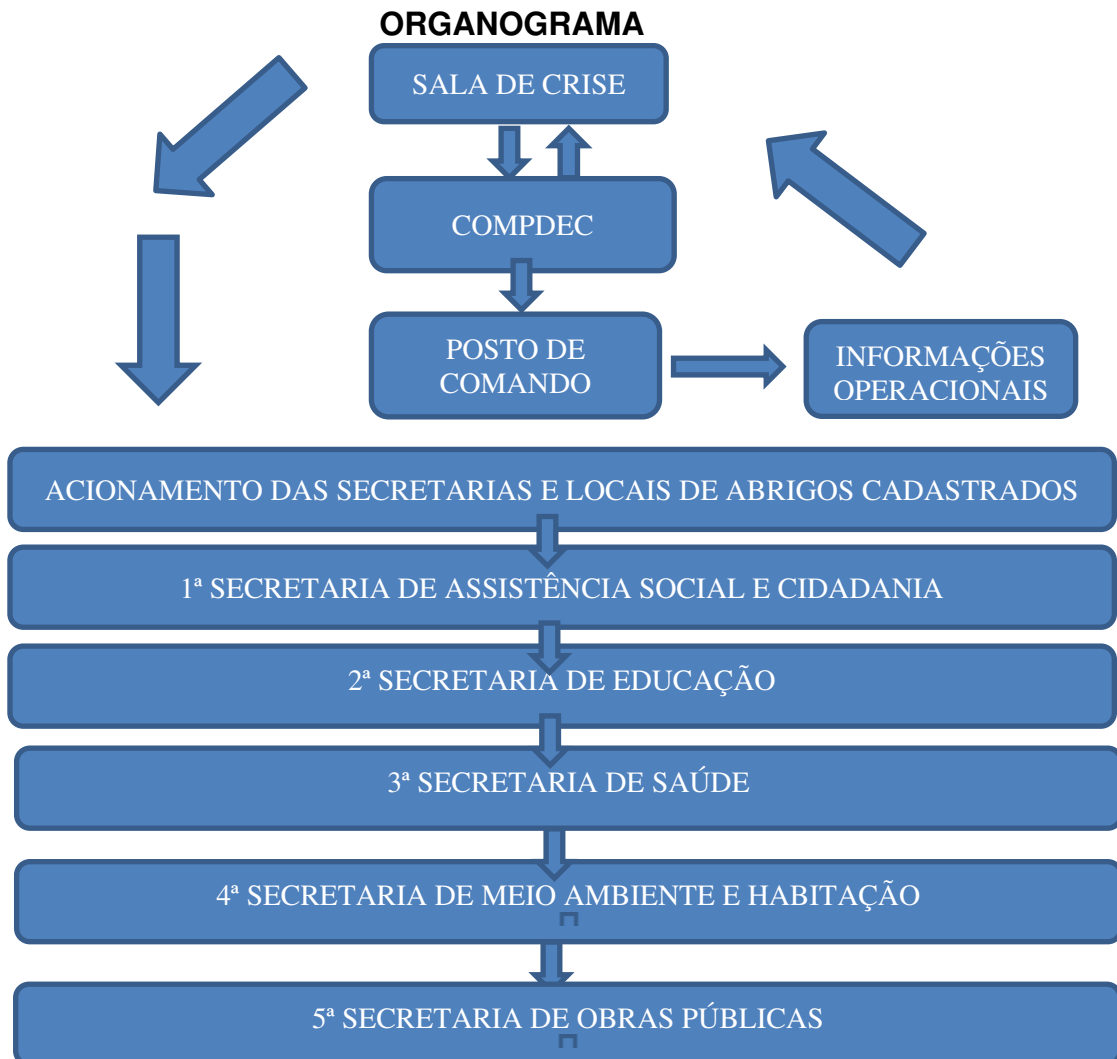 ORGANOGRAMA
SALA DE CRISE
COMPDEC
POSTO DE
COMANDO
INFORMAÇÕES
OPERACIONAIS
ACIONAMENTO DAS SECRETARIAS E LOCAIS DE ABRIGOS CADASTRADOS
1ª SECRETARIA DE ASSISTÊNCIA SOCIAL E CIDADANIA
2ª SECRETARIA DE EDUCAÇÃO
3ª SECRETARIA DE SAÚDE
4ª SECRETARIA DE MEIO AMBIENTE E HABITAÇÃO
5ª SECRETARIA DE OBRAS PÚBLICAS